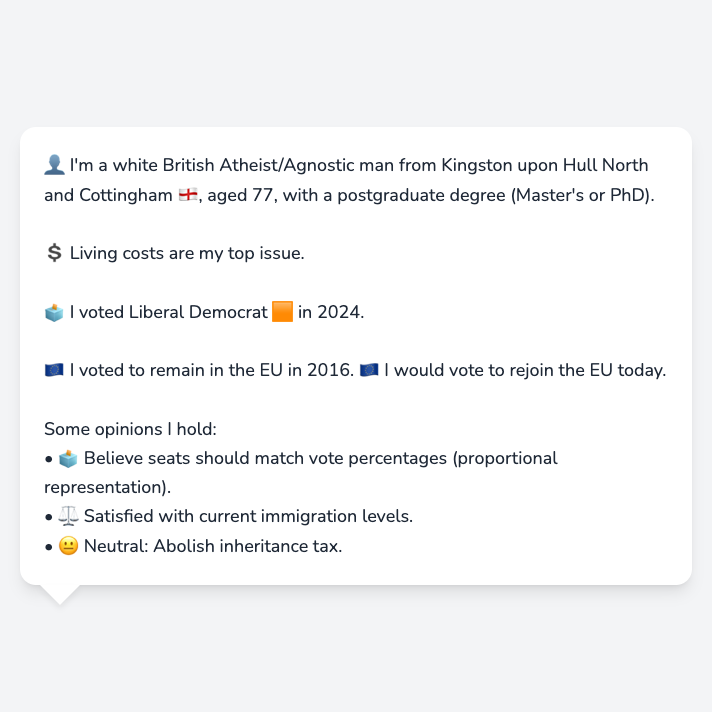 👤 I'm a white British Atheist/Agnostic man from Kingston upon Hull North
and Cottingham 🏴󠁧󠁢󠁥󠁮󠁧󠁿, aged 77, with a postgraduate degree (Master's or PhD).
💲 Living costs are my top issue.
🗳️ I voted Liberal Democrat 🟧 in 2024.
🇪🇺 I voted to remain in the EU in 2016. 🇪🇺 I would vote to rejoin the EU today.
Some opinions I hold:
• 🗳️ Believe seats should match vote percentages (proportional
representation).
• ⚖️ Satisfied with current immigration levels.
• 😐 Neutral: Abolish inheritance tax.